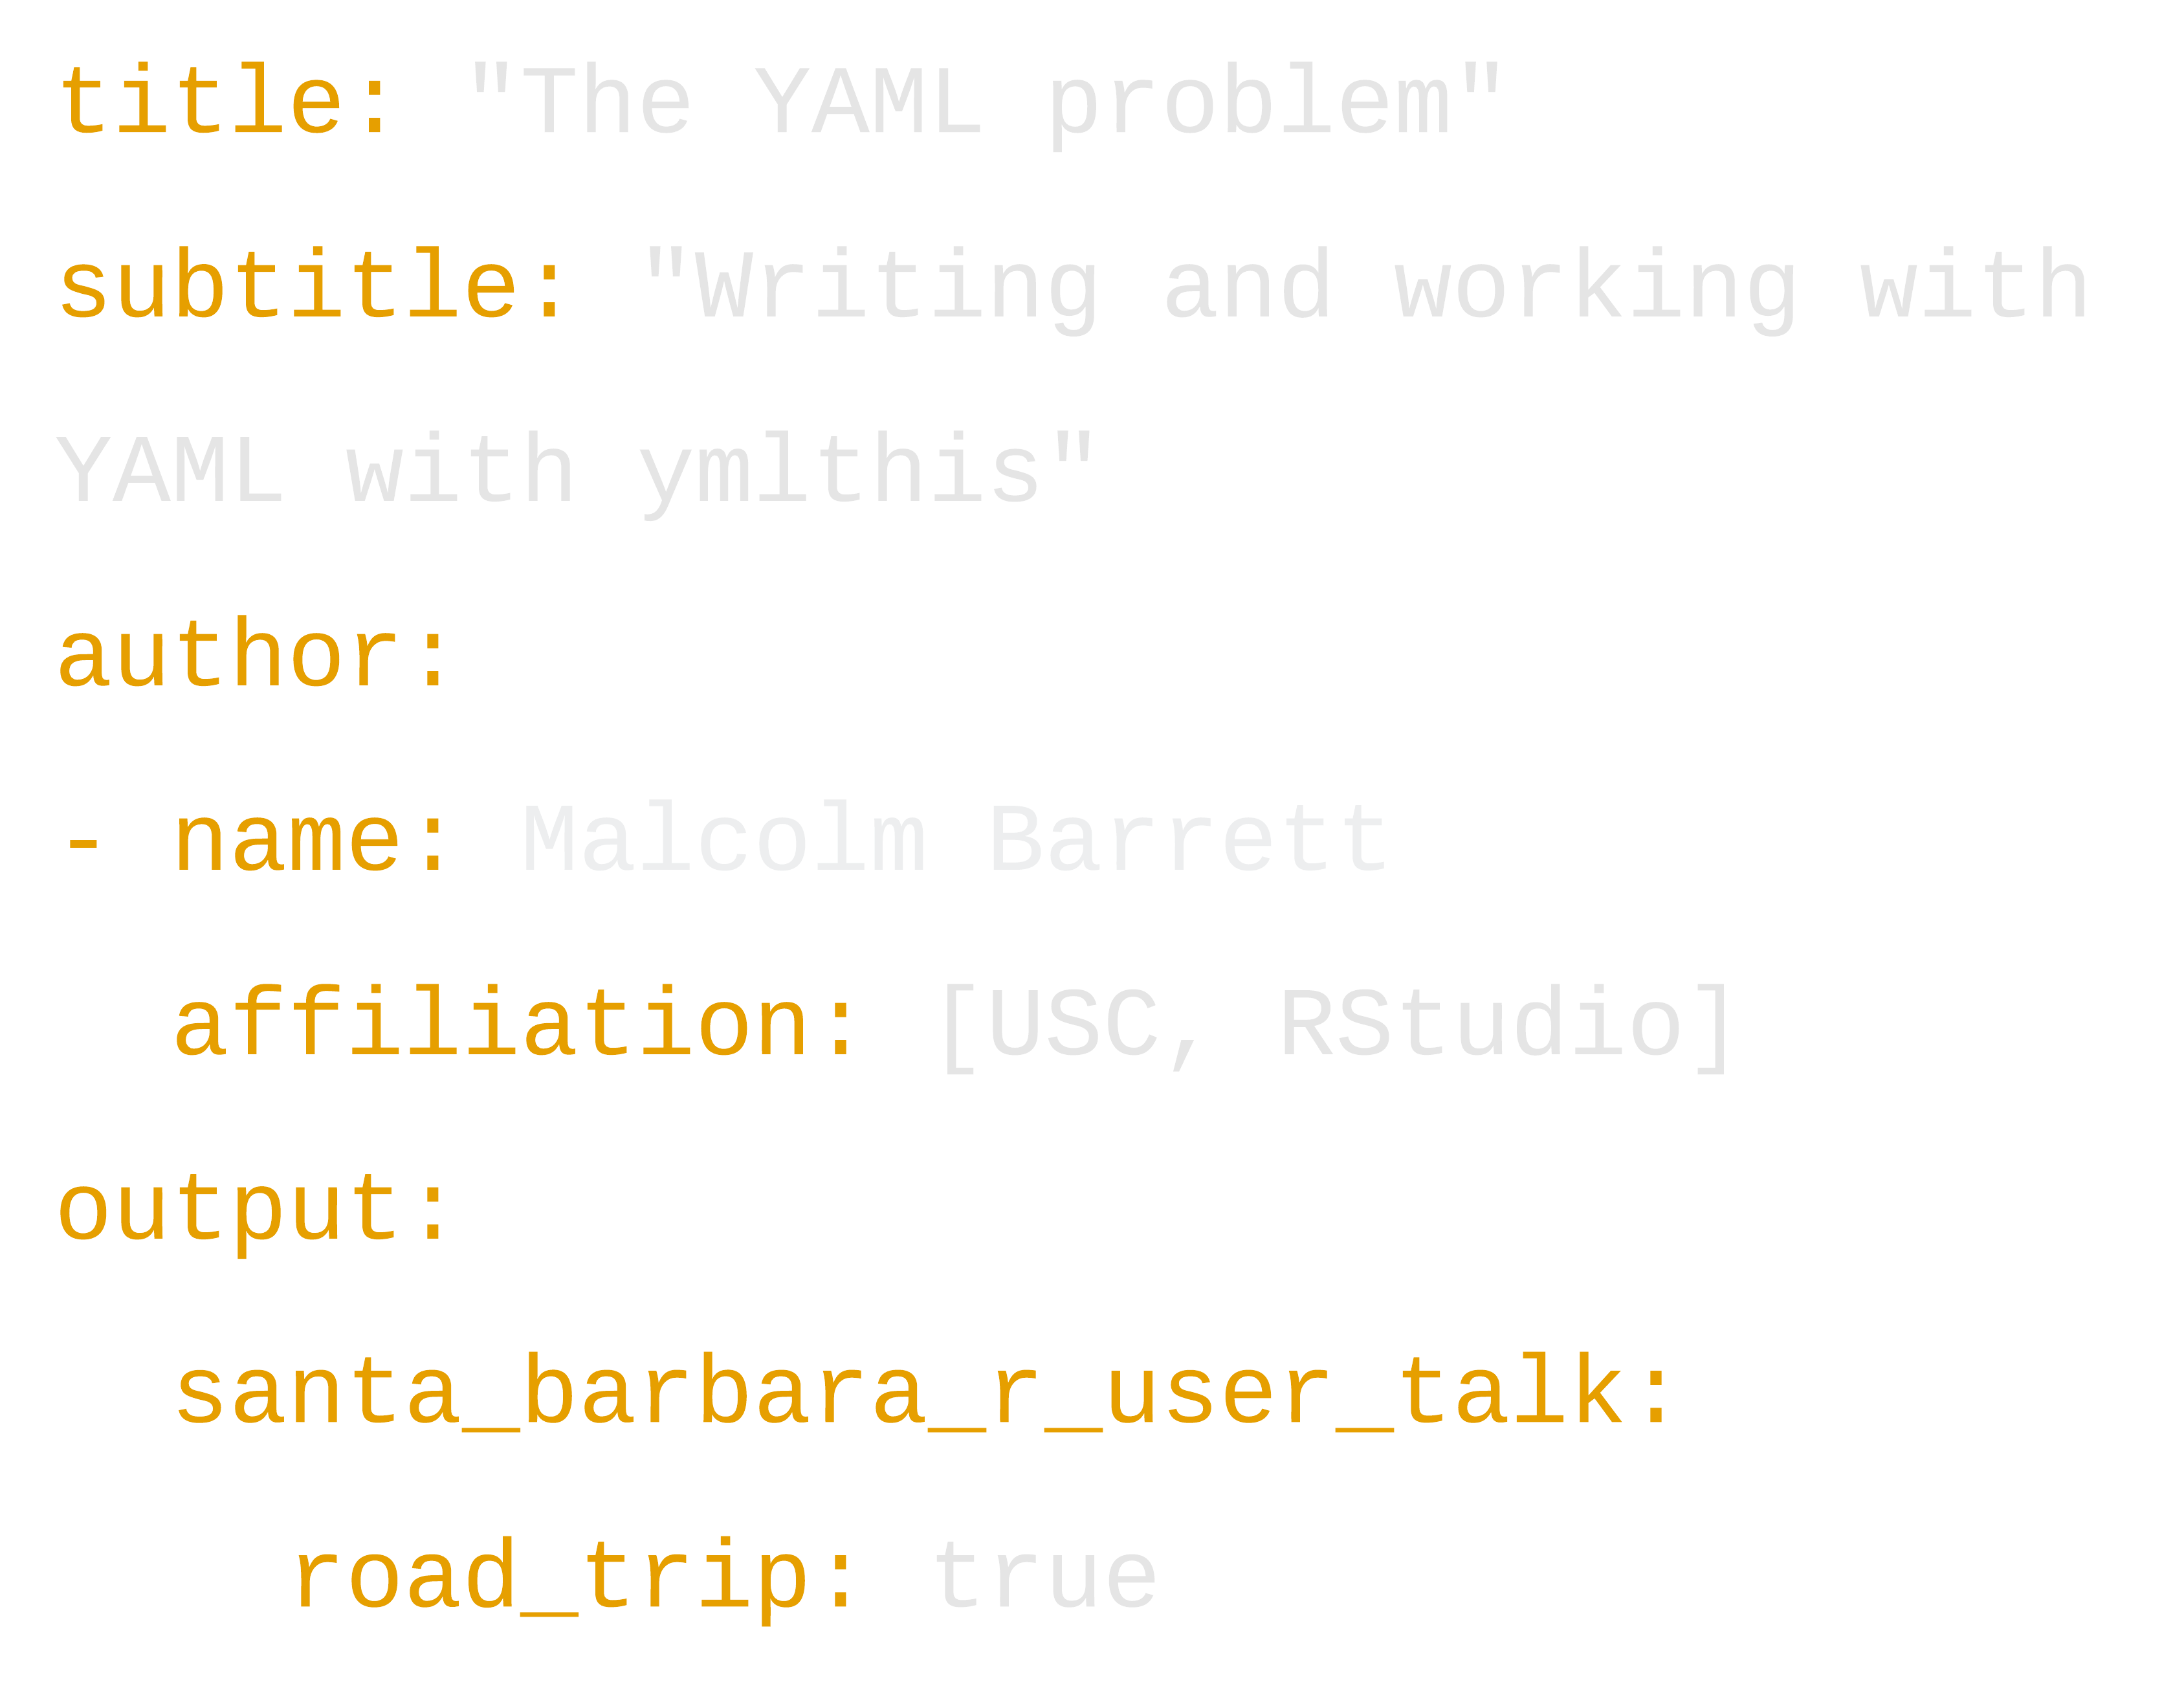 title: "The YAML problem"
subtitle: "Writing and working with
YAML with ymlthis"
author:
- name: Malcolm Barrett
  affiliation: [USC, RStudio]
output:
  santa_barbara_r_user_talk:
    road_trip: true